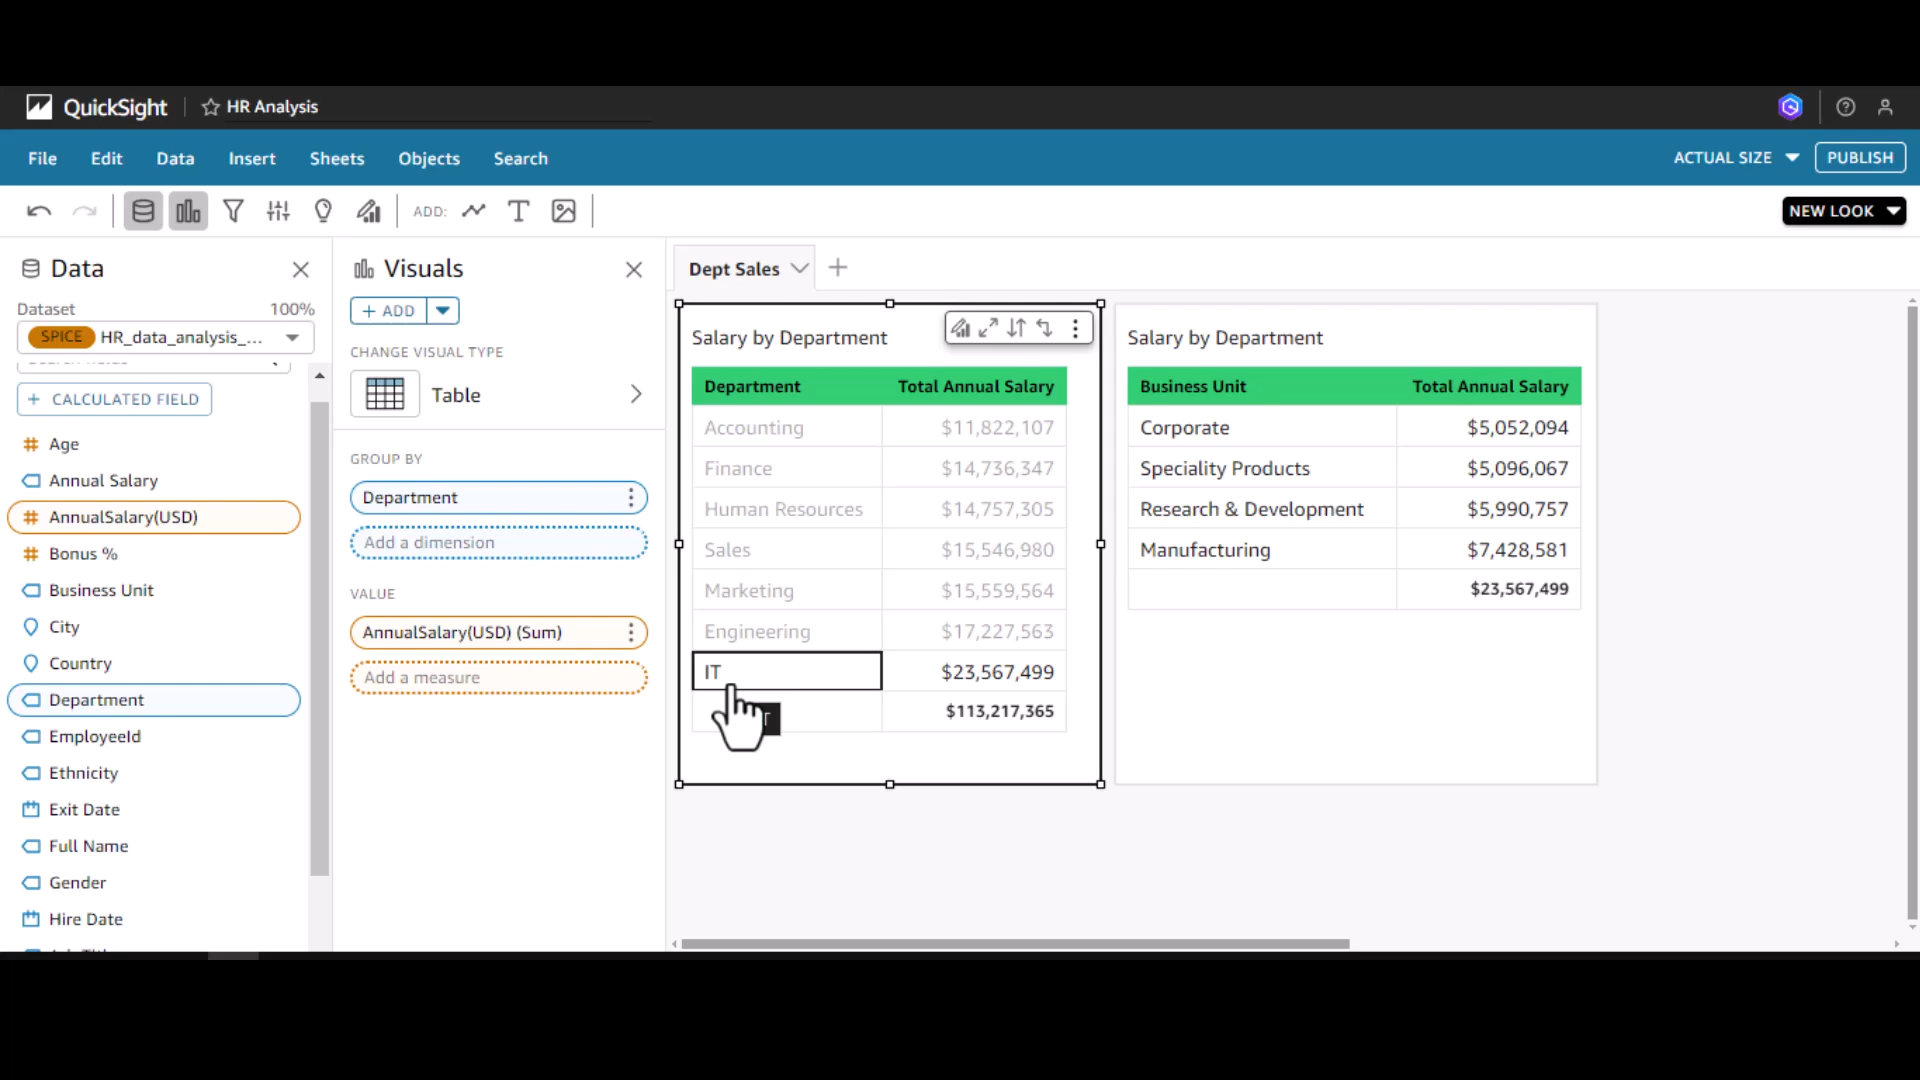 QuickSight HR Analysis
File Edit Data Insert Sheets Objects Search ACTUAL SIZE PUBLISH
ADD: NEW LOOK
Data
Dataset 100%
SPICE HR_data_analysis_...
+ CALCULATED FIELD
Age
Annual Salary
AnnualSalary(USD)
Bonus %
Business Unit
City
Country
Department
EmployeeId
Ethnicity
Exit Date
Full Name
Gender
Hire Date
Visuals
+ ADD
CHANGE VISUAL TYPE
Table
GROUP BY
Department
Add a dimension
VALUE
AnnualSalary(USD) (Sum)
Add a measure
Dept Sales
Salary by Department
Department Total Annual Salary
Accounting $11,822,107
Finance $14,736,347
Human Resources $14,757,305
Sales $15,546,980
Marketing $15,559,564
Engineering $17,227,563
IT $23,567,499
$113,217,365
Salary by Department
Business Unit Total Annual Salary
Corporate $5,052,094
Speciality Products $5,096,067
Research & Development $5,990,757
Manufacturing $7,428,581
$23,567,499